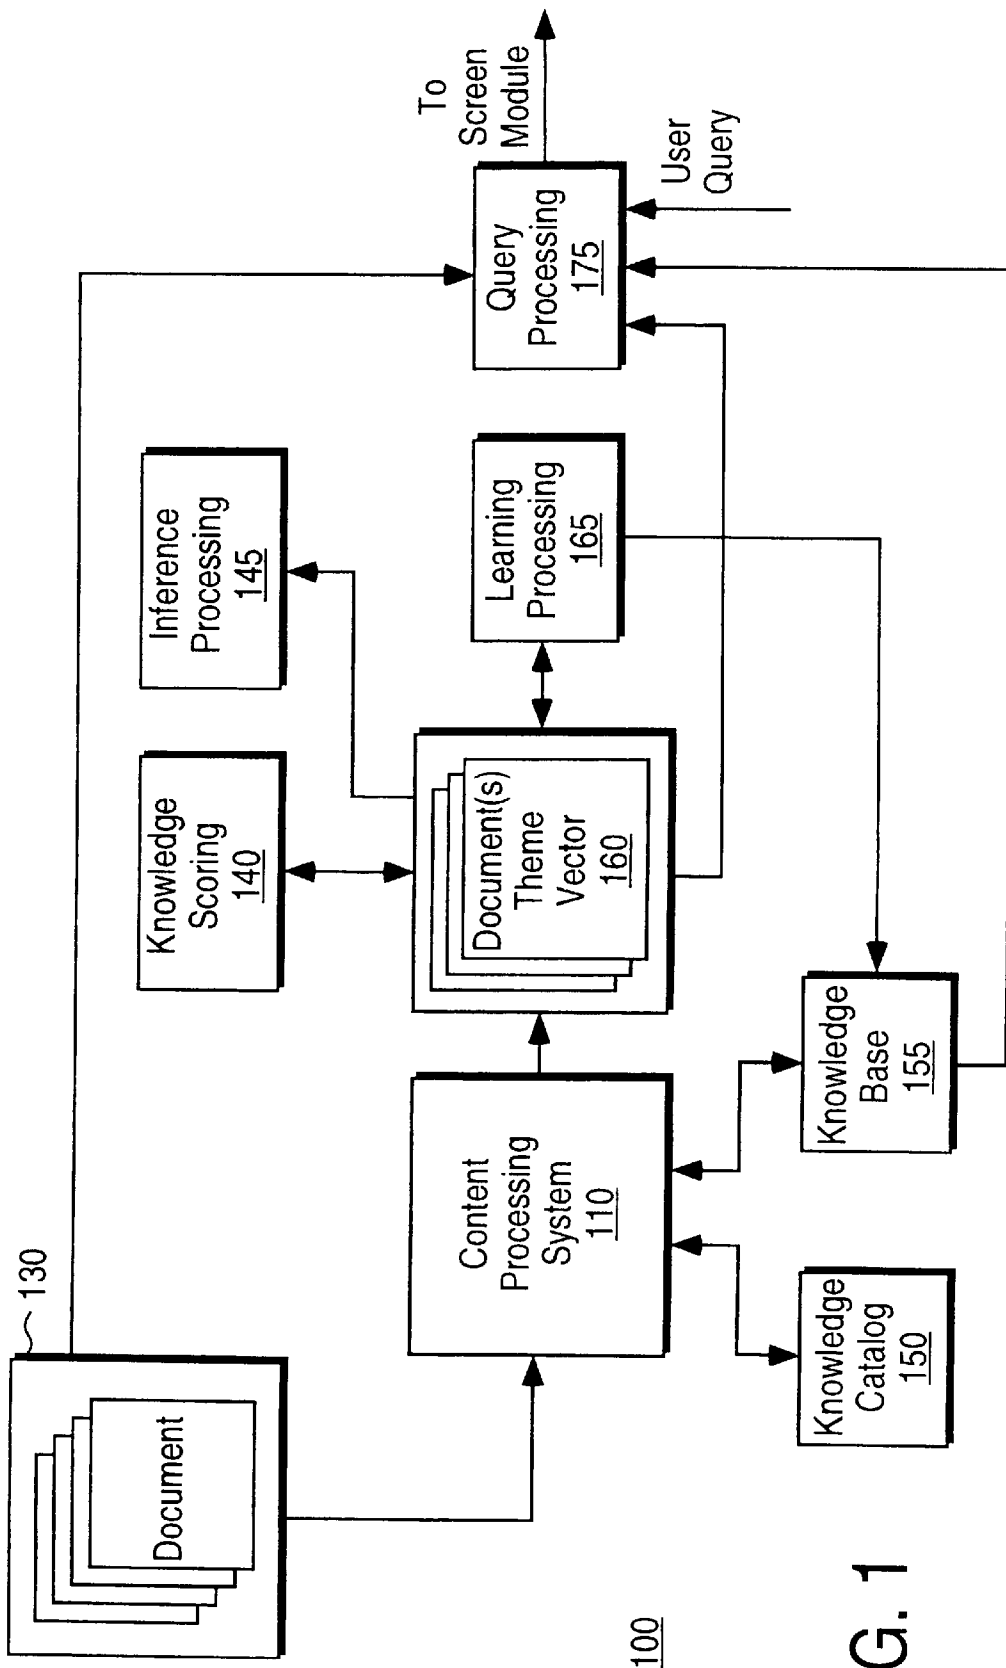 130
Document
Knowledge
Scoring
140
Inference
Processing
145
To
Screen
Module
Content
Processing
System
110
Document(s)
Theme
Vector
160
Learning
Processing
165
Query
Processing
175
User
Query
Knowledge
Catalog
150
Knowledge
Base
155
100
G. 1